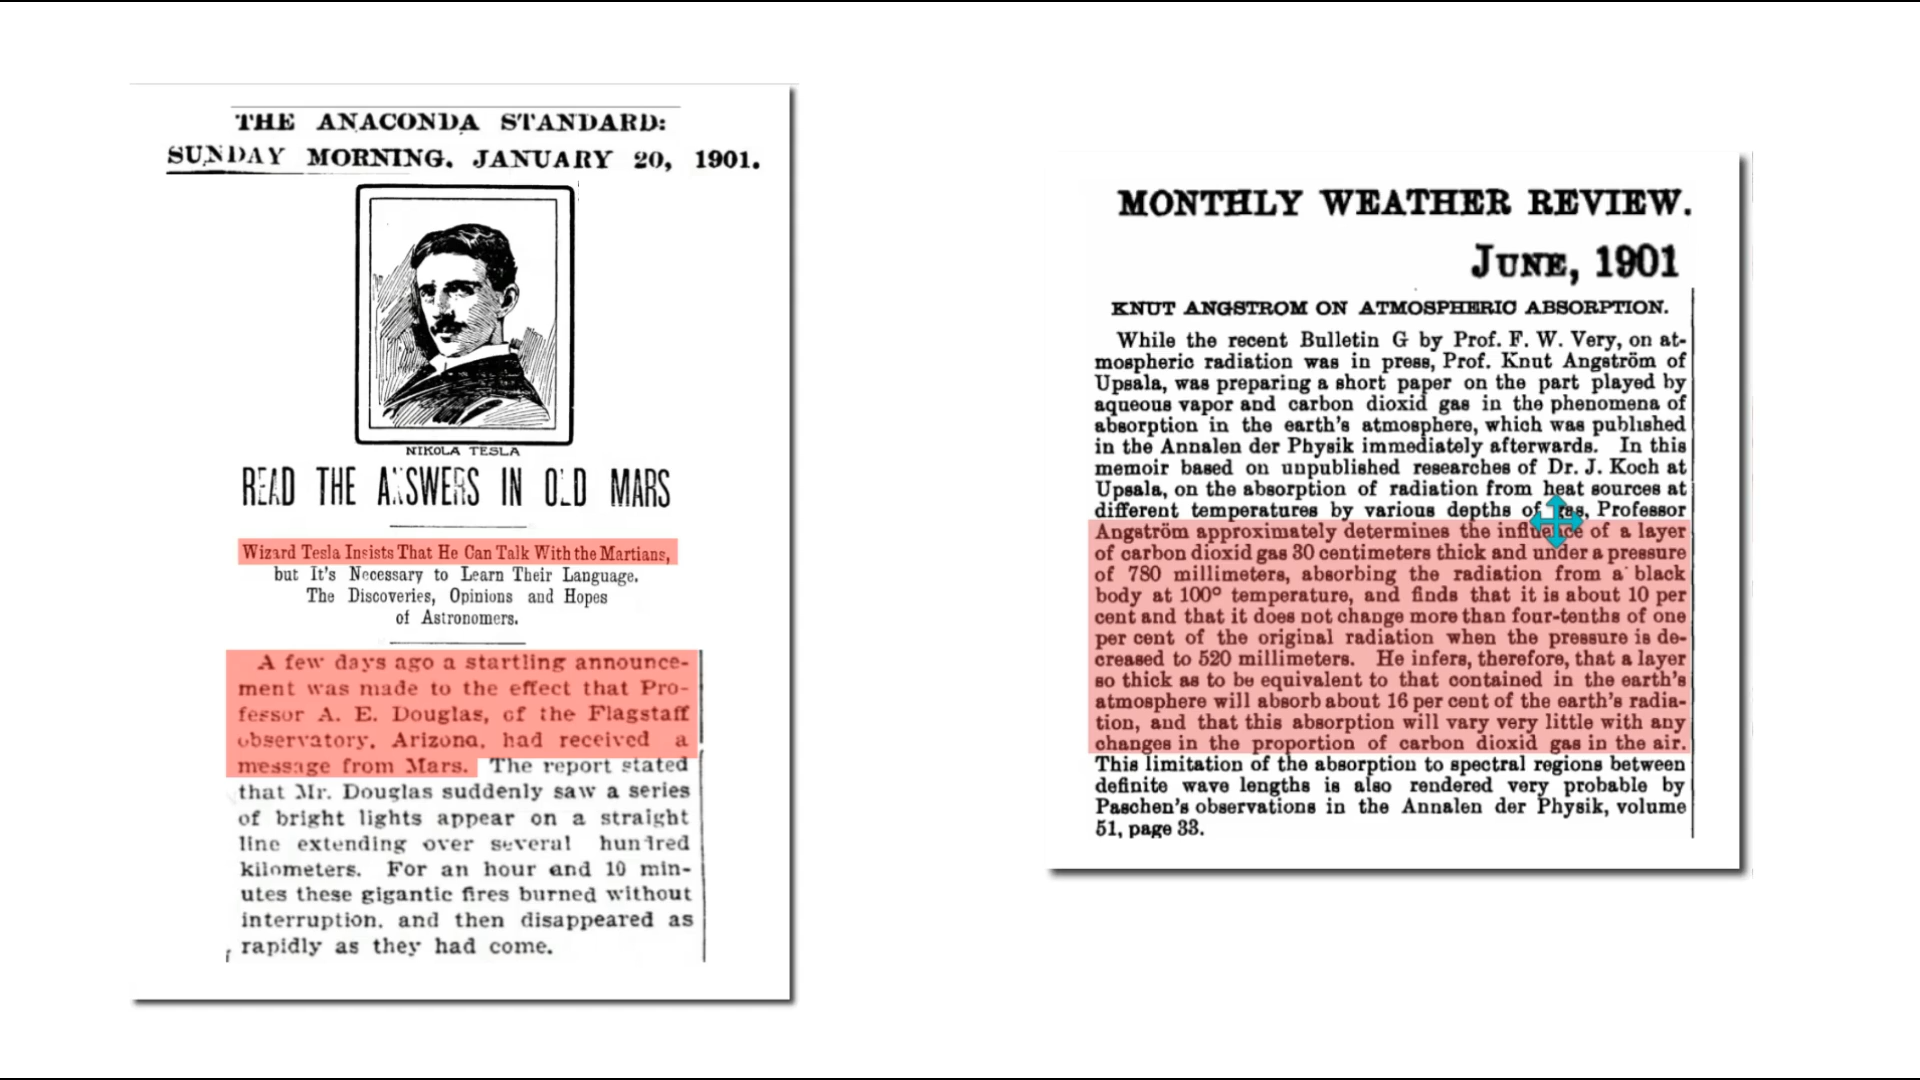 THE ANACONDA STANDARD:
SUNDAY MORNING, JANUARY 20, 1901.
NIKOLA TESLA
READ THE ANSWERS IN OLD MARS
Wizard Tesla Insists That He Can Talk With the Martians,
but It's Necessary to Learn Their Language.
The Discoveries, Opinions and Hopes
of Astronomers.
A few days ago a startling announce-
ment was made to the effect that Pro-
fessor A. E. Douglas, of the Flagstaff
observatory, Arizona, had received a
message from Mars. The report stated
that Mr. Douglas suddenly saw a series
of bright lights appear on a straight
line extending over several hundred
kilometers. For an hour and 10 min-
utes these gigantic fires burned without
interruption, and then disappeared as
rapidly as they had come.
MONTHLY WEATHER REVIEW.
JUNE, 1901
KNUT ANGSTROM ON ATMOSPHERIC ABSORPTION.
While the recent Bulletin G by Prof. F. W. Very, on at-
mospheric radiation was in press, Prof. Knut Angström of
Upsala, was preparing a short paper on the part played by
aqueous vapor and carbon dioxid gas in the phenomena of
absorption in the earth's atmosphere, which was published
in the Annalen der Physik immediately afterwards. In this
memoir based on unpublished researches of Dr. J. Koch at
Upsala, on the absorption of radiation from heat sources at
different temperatures by various depths of gas, Professor
Angström approximately determines the influence of a layer
of carbon dioxid gas 30 centimeters thick and under a pressure
of 780 millimeters, absorbing the radiation from a black
body at 100° temperature, and finds that it is about 10 per
cent and that it does not change more than four-tenths of one
per cent of the original radiation when the pressure is de-
creased to 520 millimeters. He infers, therefore, that a layer
so thick as to be equivalent to that contained in the earth's
atmosphere will absorb about 16 per cent of the earth's radia-
tion, and that this absorption will vary very little with any
changes in the proportion of carbon dioxid gas in the air.
This limitation of the absorption to spectral regions between
definite wave lengths is also rendered very probable by
Paschen's observations in the Annalen der Physik, volume
51, page 33.